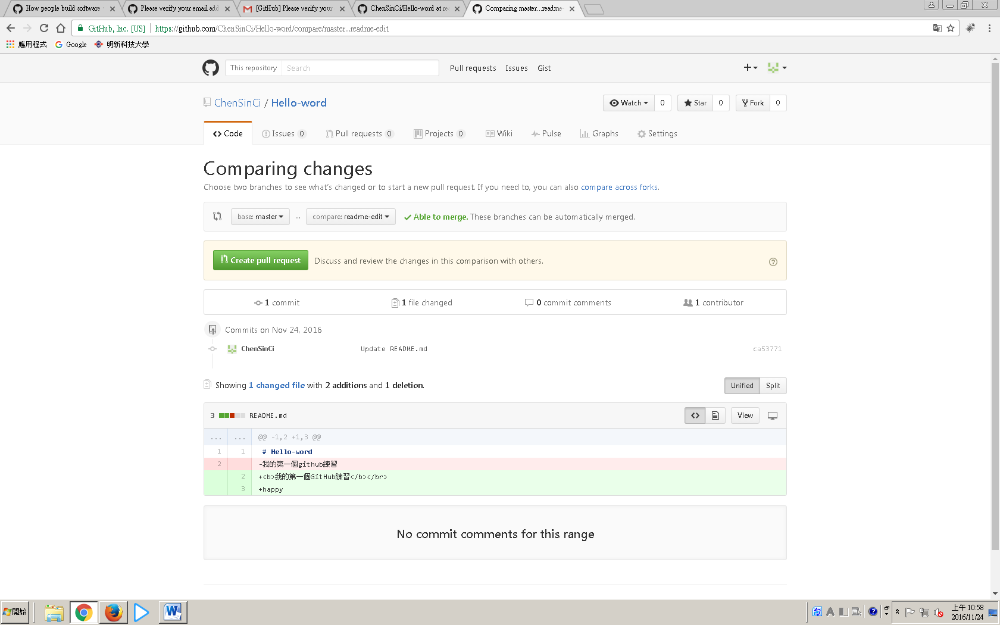 How people build software
Please verify your email add
[GitHub] Please verify your
ChenSinCi/Hello-word at re
Comparing master...readme-
GitHub, Inc. [US] https://github.com/ChenSinCi/Hello-word/compare/master...readme-edit
應用程式 Google 明新科技大學
This repository Search Pull requests Issues Gist
ChenSinCi / Hello-word Watch 0 Star 0 Fork 0
Code Issues 0 Pull requests 0 Projects 0 Wiki Pulse Graphs Settings
Comparing changes
Choose two branches to see what's changed or to start a new pull request. If you need to, you can also compare across forks.
base: master ... compare: readme-edit Able to merge. These branches can be automatically merged.
Create pull request Discuss and review the changes in this comparison with others.
1 commit 1 file changed 0 commit comments 1 contributor
Commits on Nov 24, 2016
ChenSinCi Update README.md ca53771
Showing 1 changed file with 2 additions and 1 deletion. Unified Split
3 README.md View
... ... @@ -1,2 +1,3 @@
1 1 # Hello-word
2 -我的第一個github練習
2 +<b>我的第一個GitHub練習</b></br>
3 +happy
No commit comments for this range
開始
上午 10:58
2016/11/24